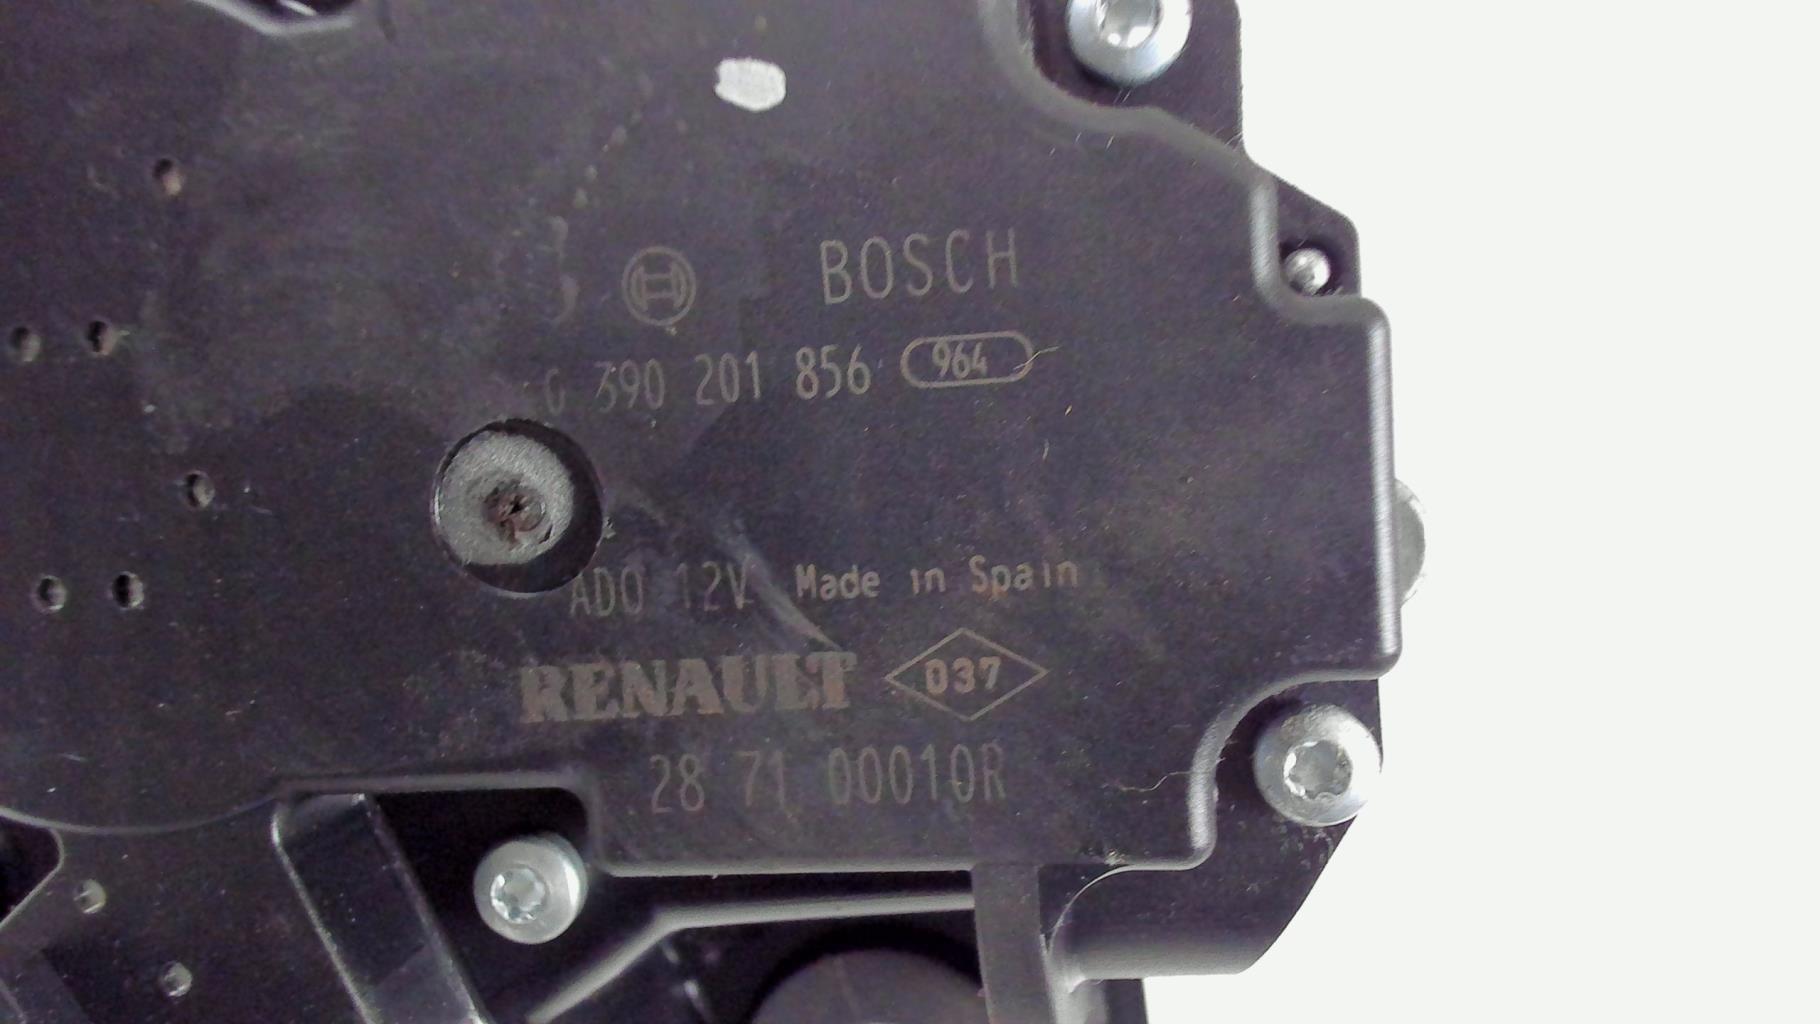 BOSCH
0 390 201 856 964
ADO 12V Made in Spain
RENAULT 037
28 71 00010R